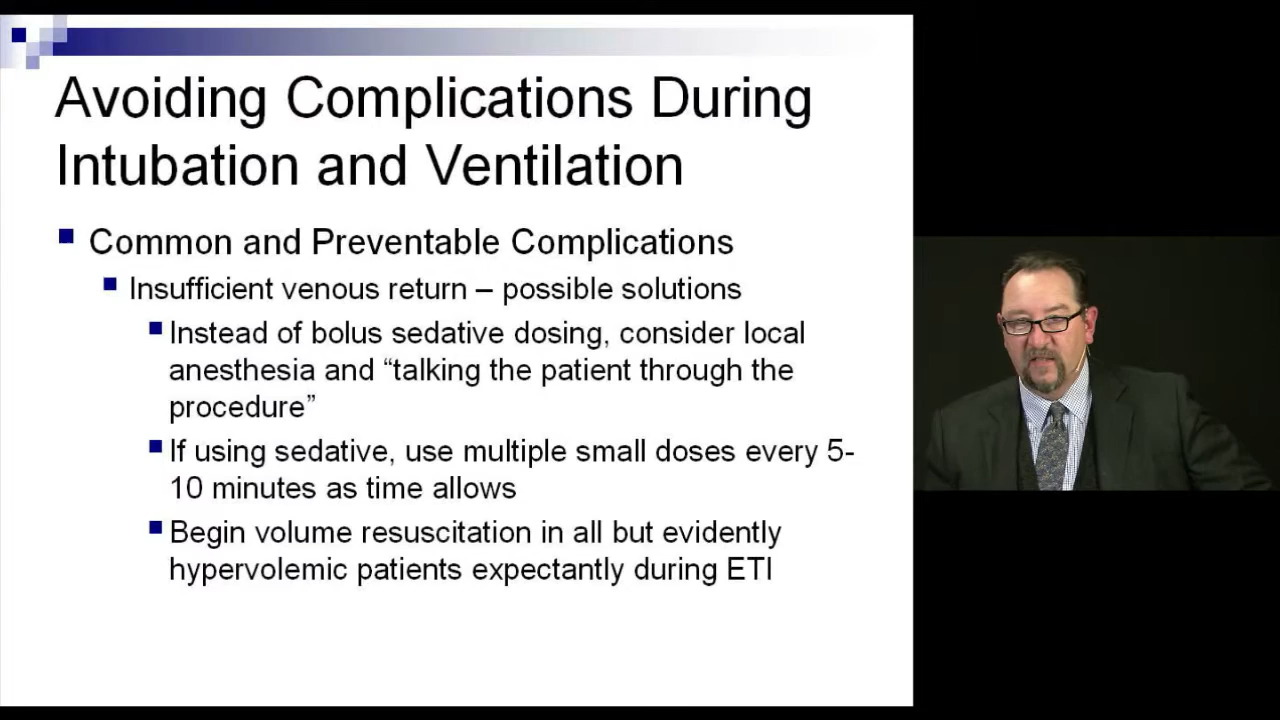 Avoiding Complications During
Intubation and Ventilation
Common and Preventable Complications
Insufficient venous return – possible solutions
Instead of bolus sedative dosing, consider local
anesthesia and “talking the patient through the
procedure”
If using sedative, use multiple small doses every 5-
10 minutes as time allows
Begin volume resuscitation in all but evidently
hypervolemic patients expectantly during ETI